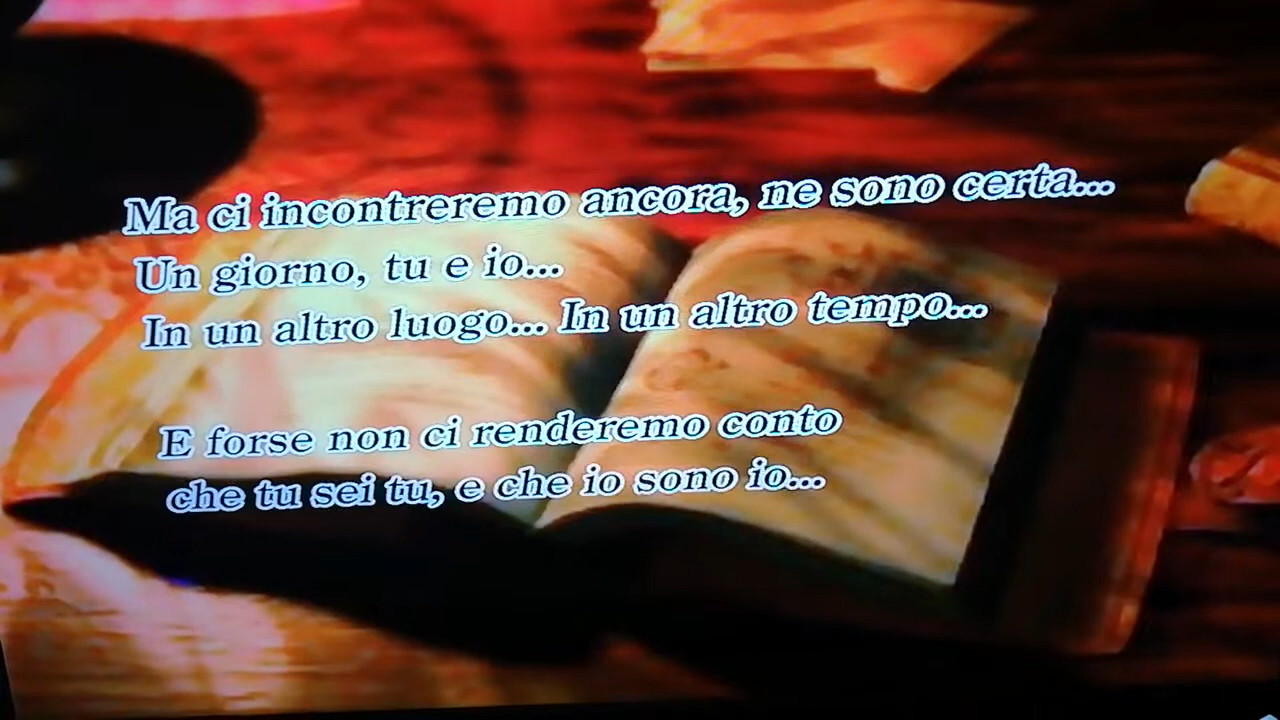 Ma ci incontreremo ancora, ne sono certa...
Un giorno, tu e io...
In un altro luogo... In un altro tempo...
E forse non ci renderemo conto
che tu sei tu, e che io sono io...